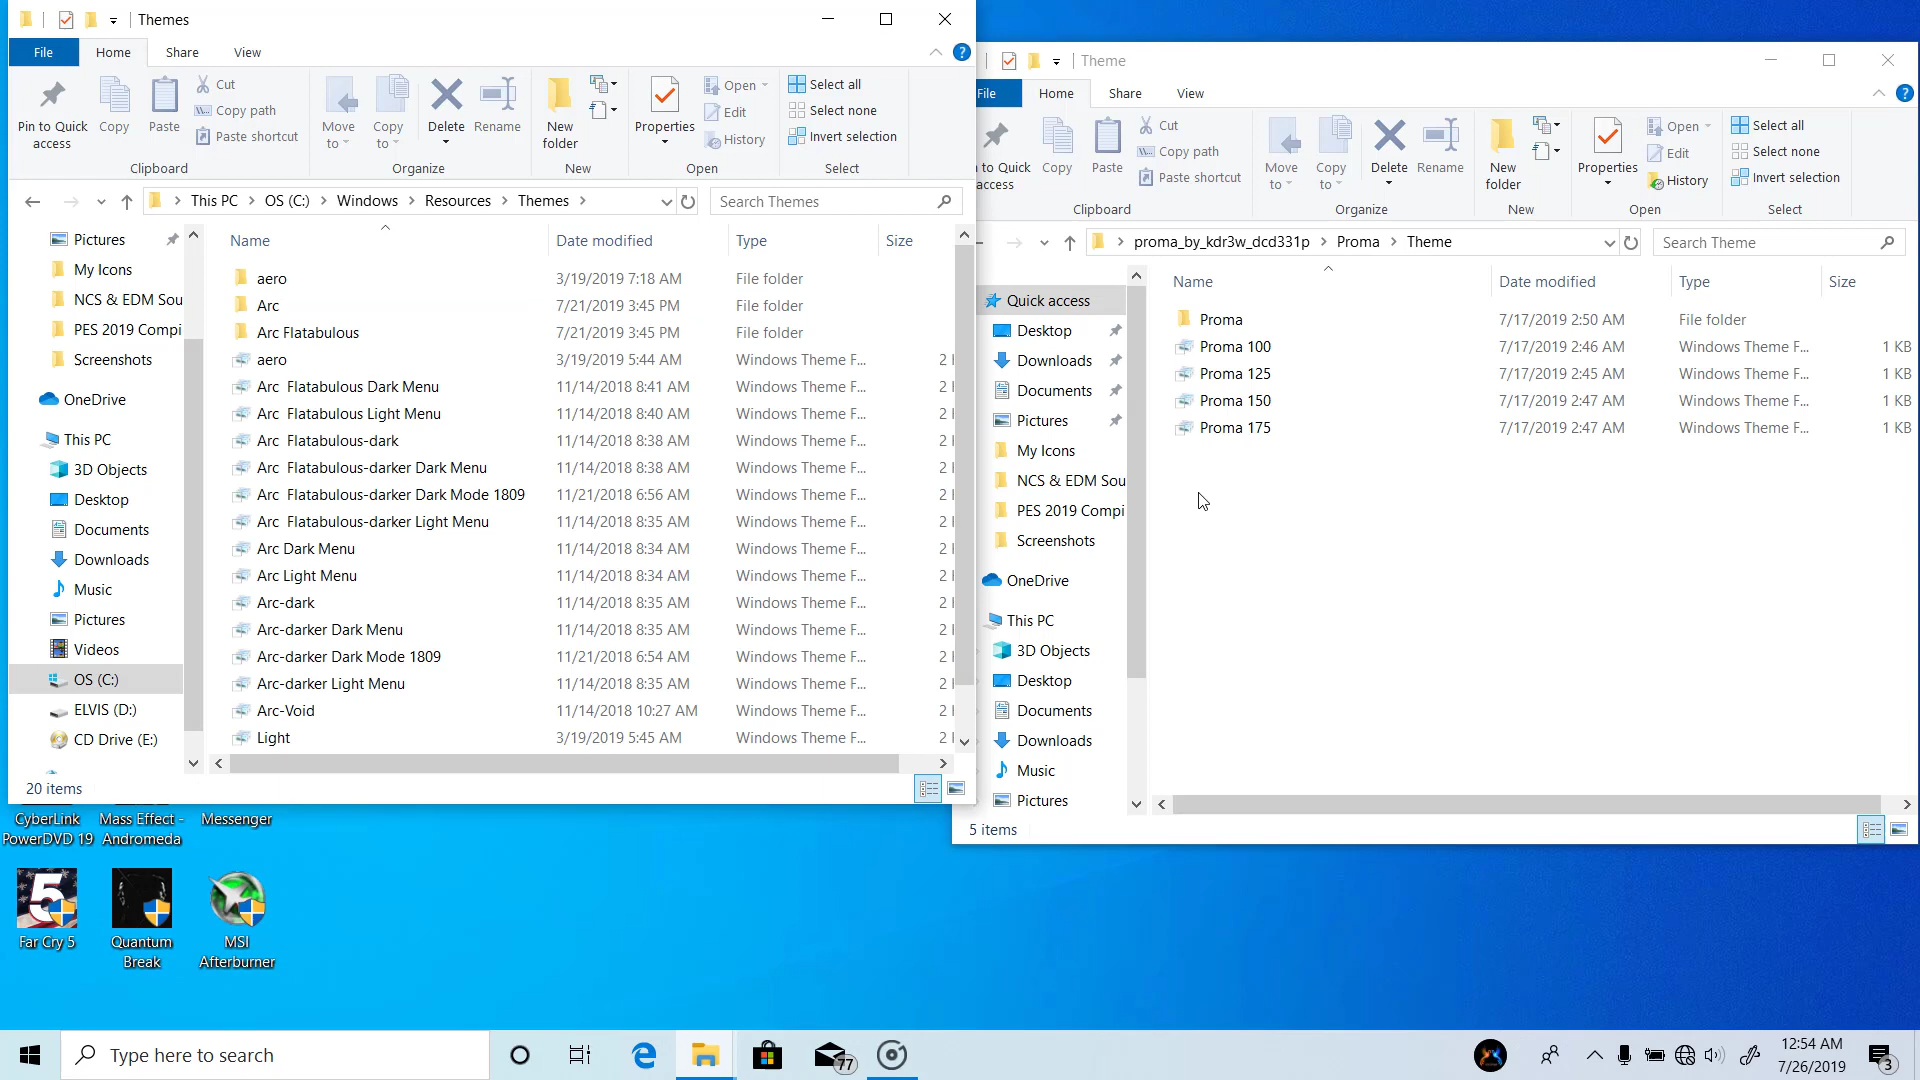 Themes
File
Home
Share
View
Pin to Quick access
Copy
Paste
Cut
Copy path
Paste shortcut
Clipboard
Move to
Copy to
Delete
Rename
Organize
New folder
New
Properties
Open
Edit
History
Open
Select all
Select none
Invert selection
Select
This PC
OS (C:)
Windows
Resources
Themes
Search Themes
Pictures
My Icons
NCS & EDM Sou
PES 2019 Compi
Screenshots
OneDrive
This PC
3D Objects
Desktop
Documents
Downloads
Music
Pictures
Videos
OS (C:)
ELVIS (D:)
CD Drive (E:)
Name Date modified Type Size
aero 3/19/2019 7:18 AM File folder
Arc 7/21/2019 3:45 PM File folder
Arc Flatabulous 7/21/2019 3:45 PM File folder
aero 3/19/2019 5:44 AM Windows Theme F... 2
Arc Flatabulous Dark Menu 11/14/2018 8:41 AM Windows Theme F... 2
Arc Flatabulous Light Menu 11/14/2018 8:40 AM Windows Theme F... 2
Arc Flatabulous-dark 11/14/2018 8:38 AM Windows Theme F... 2
Arc Flatabulous-darker Dark Menu 11/14/2018 8:38 AM Windows Theme F... 2
Arc Flatabulous-darker Dark Mode 1809 11/21/2018 6:56 AM Windows Theme F... 2
Arc Flatabulous-darker Light Menu 11/14/2018 8:35 AM Windows Theme F... 2
Arc Dark Menu 11/14/2018 8:34 AM Windows Theme F... 2
Arc Light Menu 11/14/2018 8:34 AM Windows Theme F... 2
Arc-dark 11/14/2018 8:35 AM Windows Theme F... 2
Arc-darker Dark Menu 11/14/2018 8:35 AM Windows Theme F... 2
Arc-darker Dark Mode 1809 11/21/2018 6:54 AM Windows Theme F... 2
Arc-darker Light Menu 11/14/2018 8:35 AM Windows Theme F... 2
Arc-Void 11/14/2018 10:27 AM Windows Theme F... 2
Light 3/19/2019 5:45 AM Windows Theme F... 2
20 items
Theme
File
Home
Share
View
n to Quick access
Copy
Paste
Cut
Copy path
Paste shortcut
Clipboard
Move to
Copy to
Delete
Rename
Organize
New folder
New
Properties
Open
Edit
History
Open
Select all
Select none
Invert selection
Select
proma_by_kdr3w_dcd331p
Proma
Theme
Search Theme
Quick access
Desktop
Downloads
Documents
Pictures
My Icons
NCS & EDM Sou
PES 2019 Compi
Screenshots
OneDrive
This PC
3D Objects
Desktop
Documents
Downloads
Music
Pictures
Name Date modified Type Size
Proma 7/17/2019 2:50 AM File folder
Proma 100 7/17/2019 2:46 AM Windows Theme F... 1 KB
Proma 125 7/17/2019 2:45 AM Windows Theme F... 1 KB
Proma 150 7/17/2019 2:47 AM Windows Theme F... 1 KB
Proma 175 7/17/2019 2:47 AM Windows Theme F... 1 KB
5 items
CyberLink PowerDVD 19
Mass Effect - Andromeda
Messenger
5
Far Cry 5
Quantum Break
MSI Afterburner
Type here to search
77
12:54 AM
7/26/2019
3